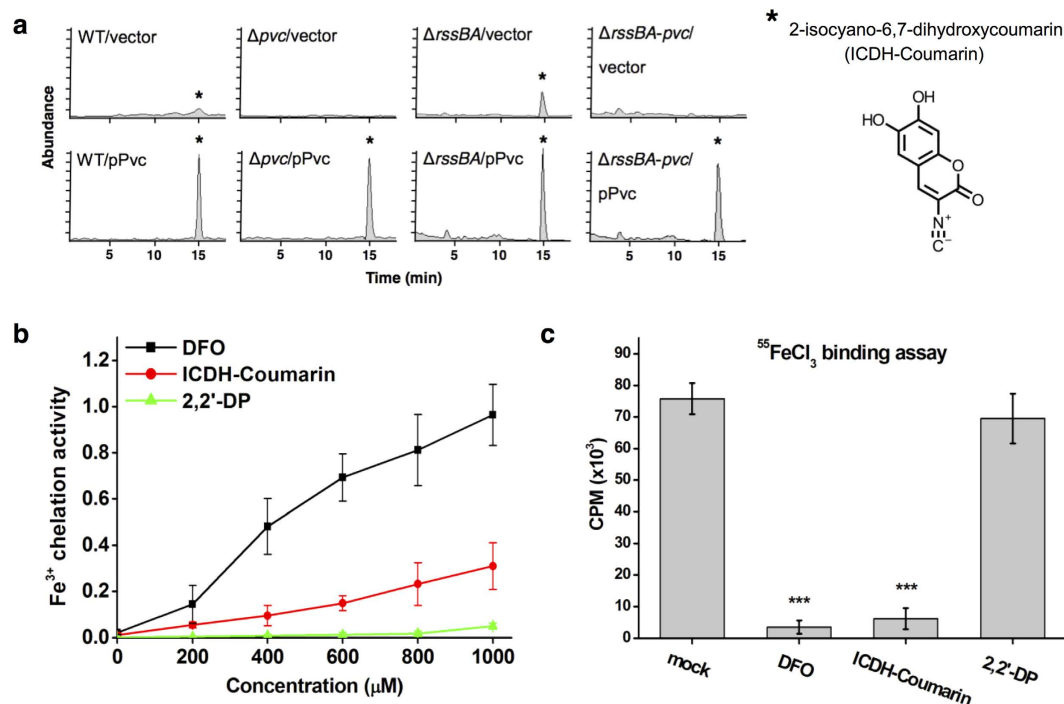 a
WT/vector
Δpvc/vector
ΔrssBA/vector
ΔrssBA-pvc/
vector
*
*
Abundance
WT/pPvc
Δpvc/pPvc
ΔrssBA/pPvc
ΔrssBA-pvc/
pPvc
*
*
*
*
5 10 15
5 10 15
5 10 15
5 10 15
Time (min)
* 2-isocyano-6,7-dihydroxycoumarin
(ICDH-Coumarin)
OH
HO
O
O
N+
C−
b
DFO
ICDH-Coumarin
2,2'-DP
Fe³⁺ chelation activity
1.2
1.0
0.8
0.6
0.4
0.2
0.0
0 200 400 600 800 1000
Concentration (μM)
c
⁵⁵FeCl₃ binding assay
CPM (x10³)
90
80
70
60
50
40
30
20
10
0
***
***
mock
DFO
ICDH-Coumarin
2,2'-DP